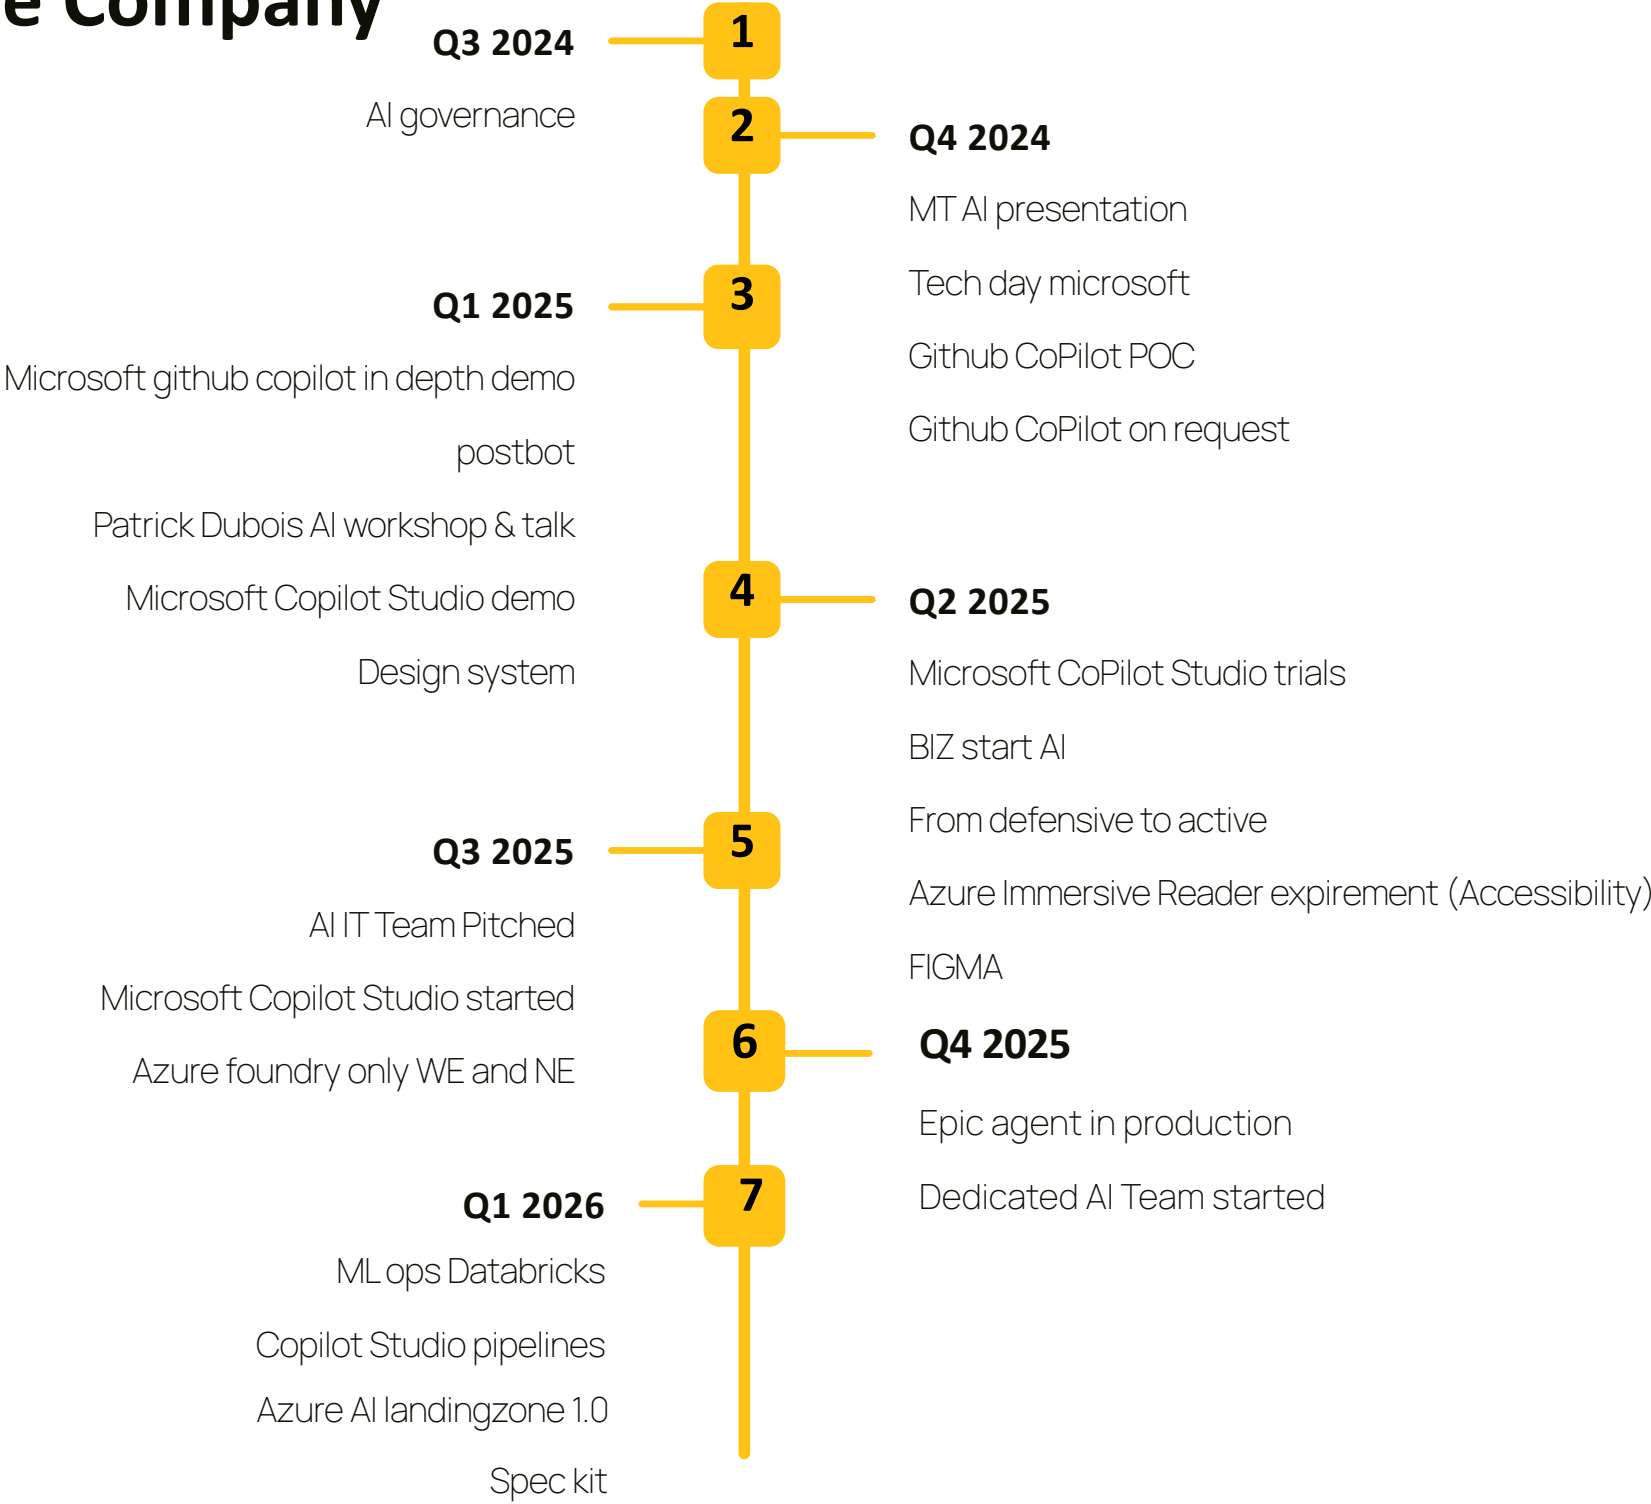 e Company
1
Q3 2024
AI governance
2
Q4 2024
MT AI presentation
Tech day microsoft
Github CoPilot POC
Github CoPilot on request
3
Q1 2025
Microsoft github copilot in depth demo
postbot
Patrick Dubois AI workshop & talk
Microsoft Copilot Studio demo
Design system
4
Q2 2025
Microsoft CoPilot Studio trials
BIZ start AI
From defensive to active
Azure Immersive Reader expirement (Accessibility)
FIGMA
5
Q3 2025
AI IT Team Pitched
Microsoft Copilot Studio started
Azure foundry only WE and NE
6
Q4 2025
Epic agent in production
Dedicated AI Team started
7
Q1 2026
ML ops Databricks
Copilot Studio pipelines
Azure AI landingzone 1.0
Spec kit